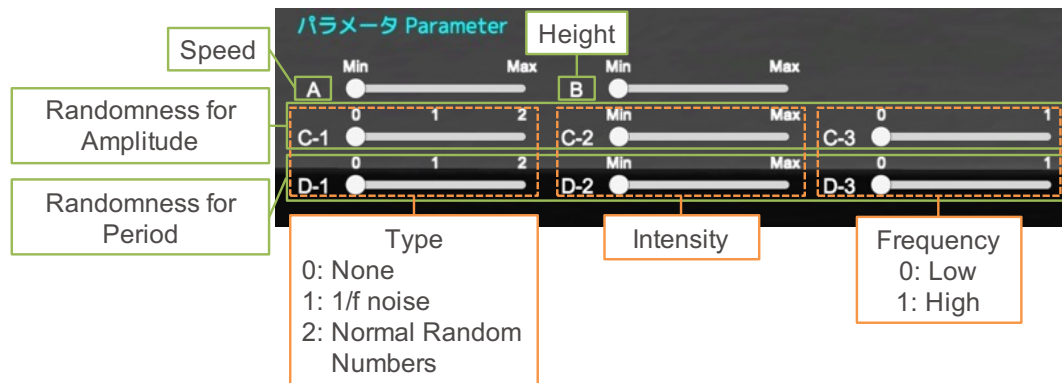 パラメータ Parameter
Speed
Height
Min Max Min Max
A B
Randomness for
Amplitude
0 1 2 Min Max 0 1
C-1 C-2 C-3
0 1 2 Min Max 0 1
D-1 D-2 D-3
Randomness for
Period
Type
0: None
1: 1/f noise
2: Normal Random
Numbers
Intensity
Frequency
0: Low
1: High